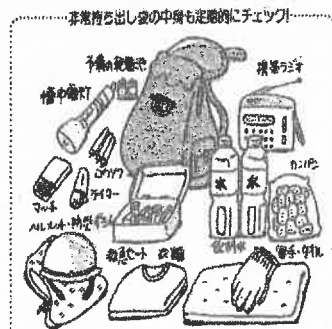 非常持ち出し袋の中身も定期的にチェック!
予備の乾電池
携帯ラジオ
懐中電灯
ロウソク
カンパン
マッチ
ライター
水
水
ヘルメット・防空ずきん
救急セット
衣類
飲料水
軍手・タオル